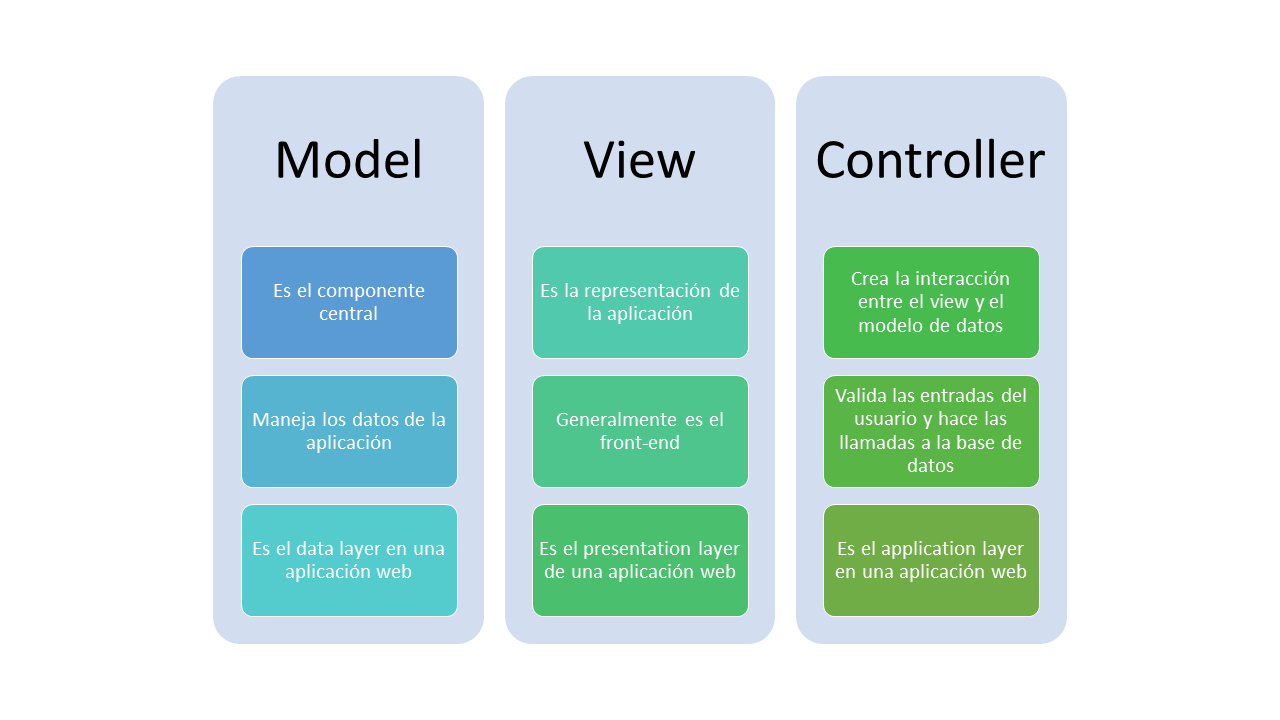 Model
Es el componente
central
Maneja los datos de la
aplicación
Es el data layer en una
aplicación web
View
Es la representación de
la aplicación
Generalmente es el
front-end
Es el presentation layer
de una aplicación web
Controller
Crea la interacción
entre el view y el
modelo de datos
Valida las entradas del
usuario y hace las
llamadas a la base de
datos
Es el application layer
en una aplicación web